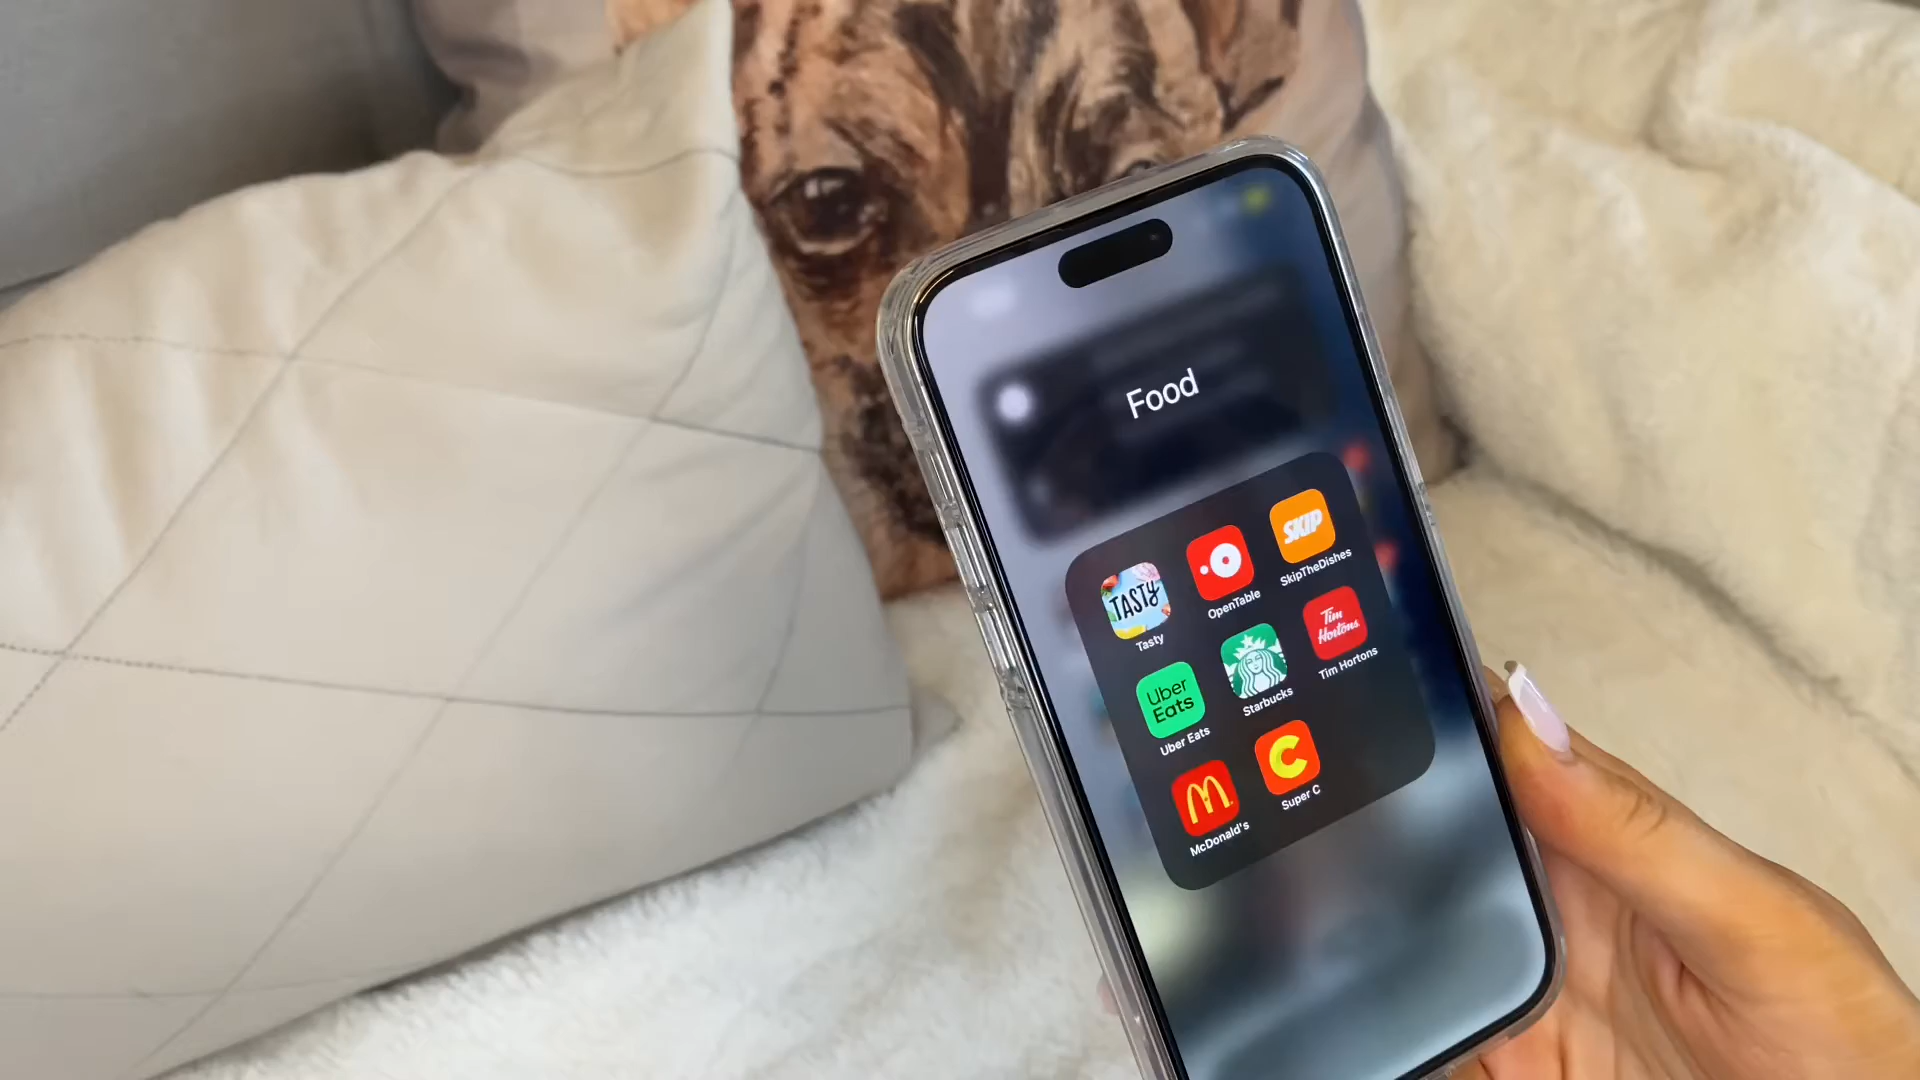 Food
TASTY
Tasty
OpenTable
SKIP
SkipTheDishes
Uber
Eats
Uber Eats
Starbucks
Tim
Hortons
Tim Hortons
M
McDonald's
C
Super C